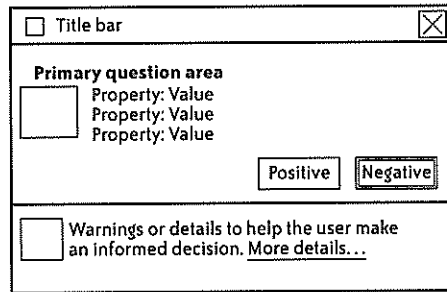 Title bar
Primary question area
Property: Value
Property: Value
Property: Value
Positive Negative
Warnings or details to help the user make
an informed decision. More details...